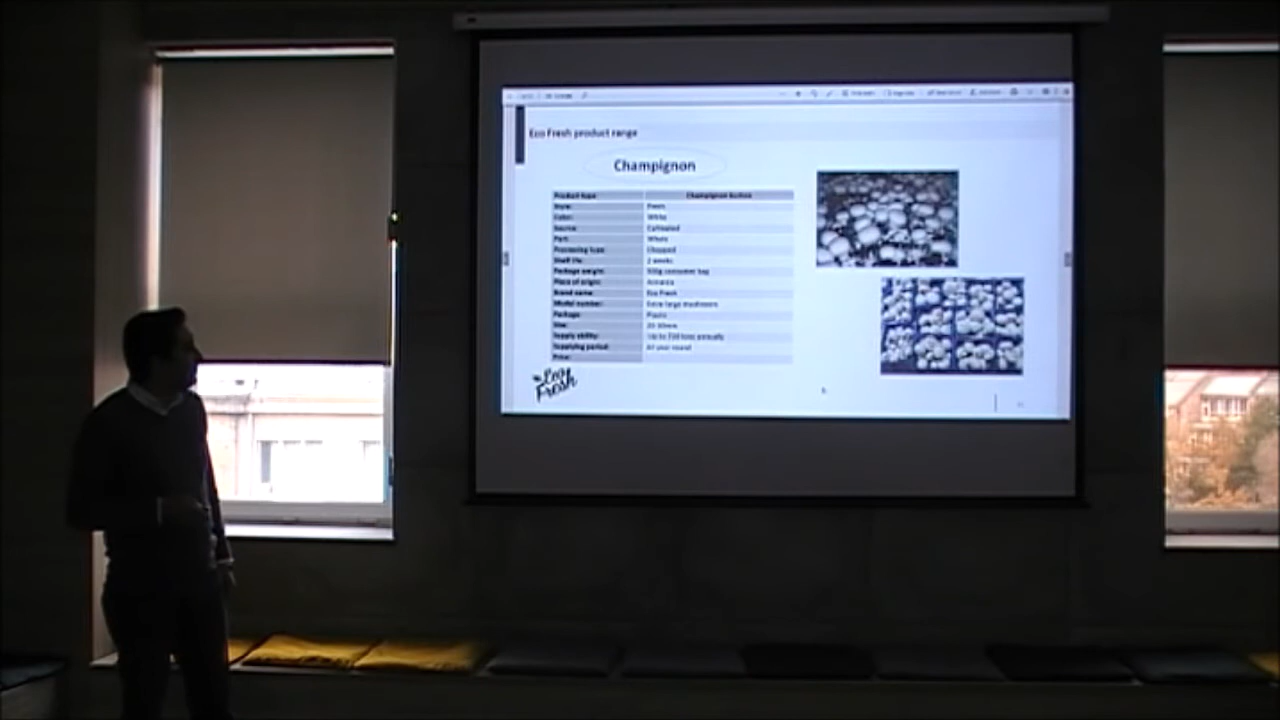 Eco Fresh product range
Champignon
Product type: Champignon button
Style: Fresh
Color: White
Source: Cultivated
Part: Whole
Processing type: Chopped
Shelf life: 2 weeks
Package weight: 500g consumer bag
Place of origin: Armenia
Brand name: Eco Fresh
Model number: Extra large mushroom
Package: Plastic
Size:
Supply ability: annually
Supplying period: All year round
Price:
Eco
Fresh